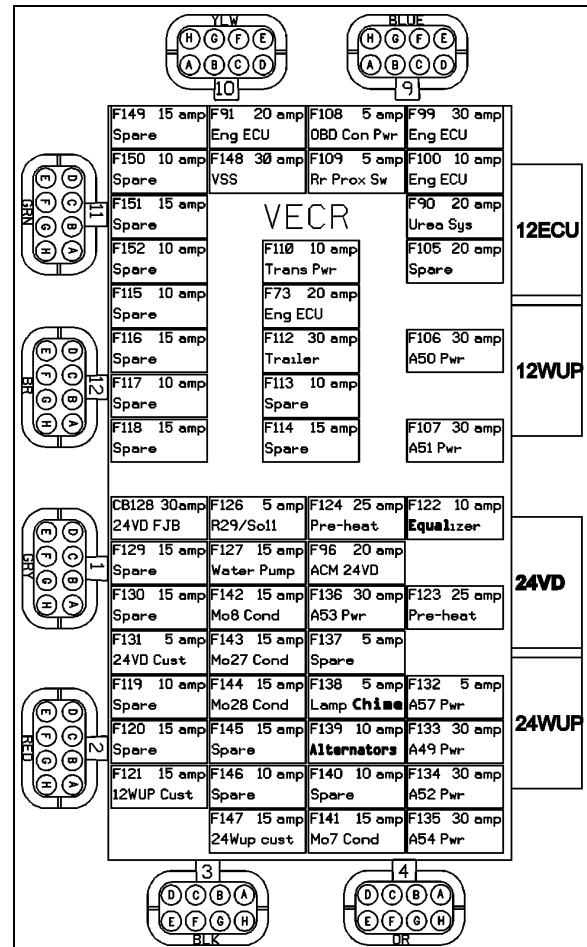 YLW BLUE
H G F E H G F E
A B C D A B C D
10 9
F149 15 amp F91 20 amp F108 5 amp F99 30 amp
Spare Eng ECU OBD Con Pwr Eng ECU
F150 10 amp F148 30 amp F109 5 amp F100 10 amp
Spare VSS Rr Prox Sw Eng ECU
GRN
E D
F C
G B
H A
11
F151 15 amp VECR F90 20 amp
Spare Urea Sys
12ECU
F152 10 amp F110 10 amp F105 20 amp
Spare Trans Pwr Spare
F115 10 amp F73 20 amp
Spare Eng ECU
BR
E D
F C
G B
H A
12
F116 15 amp F112 30 amp F106 30 amp
Spare Trailer A50 Pwr
12WUP
F117 10 amp F113 10 amp
Spare Spare
F118 15 amp F114 15 amp F107 30 amp
Spare Spare A51 Pwr
CB128 30amp F126 5 amp F124 25 amp F122 10 amp
24VD FJB R29/Sol1 Pre-heat Equalizer
GRY
E D
F C
G B
H A
1
F129 15 amp F127 15 amp F96 20 amp
Spare Water Pump ACM 24VD
24VD
F130 15 amp F142 15 amp F136 30 amp F123 25 amp
Spare Mo8 Cond A53 Pwr Pre-heat
F131 5 amp F143 15 amp F137 5 amp
24VD Cust Mo27 Cond Spare
RED
E D
F C
G B
H A
2
F119 10 amp F144 15 amp F138 5 amp F132 5 amp
Spare Mo28 Cond Lamp Chime A57 Pwr
24WUP
F120 15 amp F145 15 amp F139 10 amp F133 30 amp
Spare Spare Alternators A49 Pwr
F121 15 amp F146 10 amp F140 10 amp F134 30 amp
12WUP Cust Spare Spare A52 Pwr
F147 15 amp F141 15 amp F135 30 amp
24Wup cust Mo7 Cond A54 Pwr
3 4
D C B A D C B A
E F G H E F G H
BLK OR